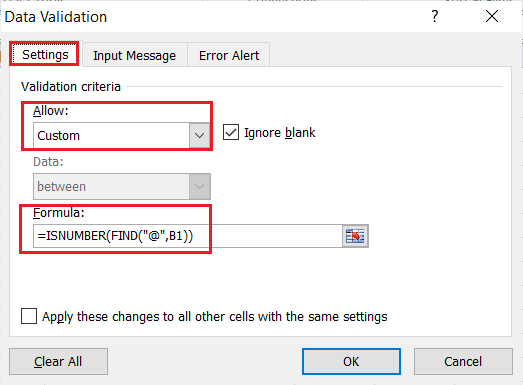 Data Validation ? ×
Settings Input Message Error Alert
Validation criteria
Allow:
Custom Ignore blank
Data:
between
Formula:
=ISNUMBER(FIND("@",B1))
Apply these changes to all other cells with the same settings
Clear All OK Cancel